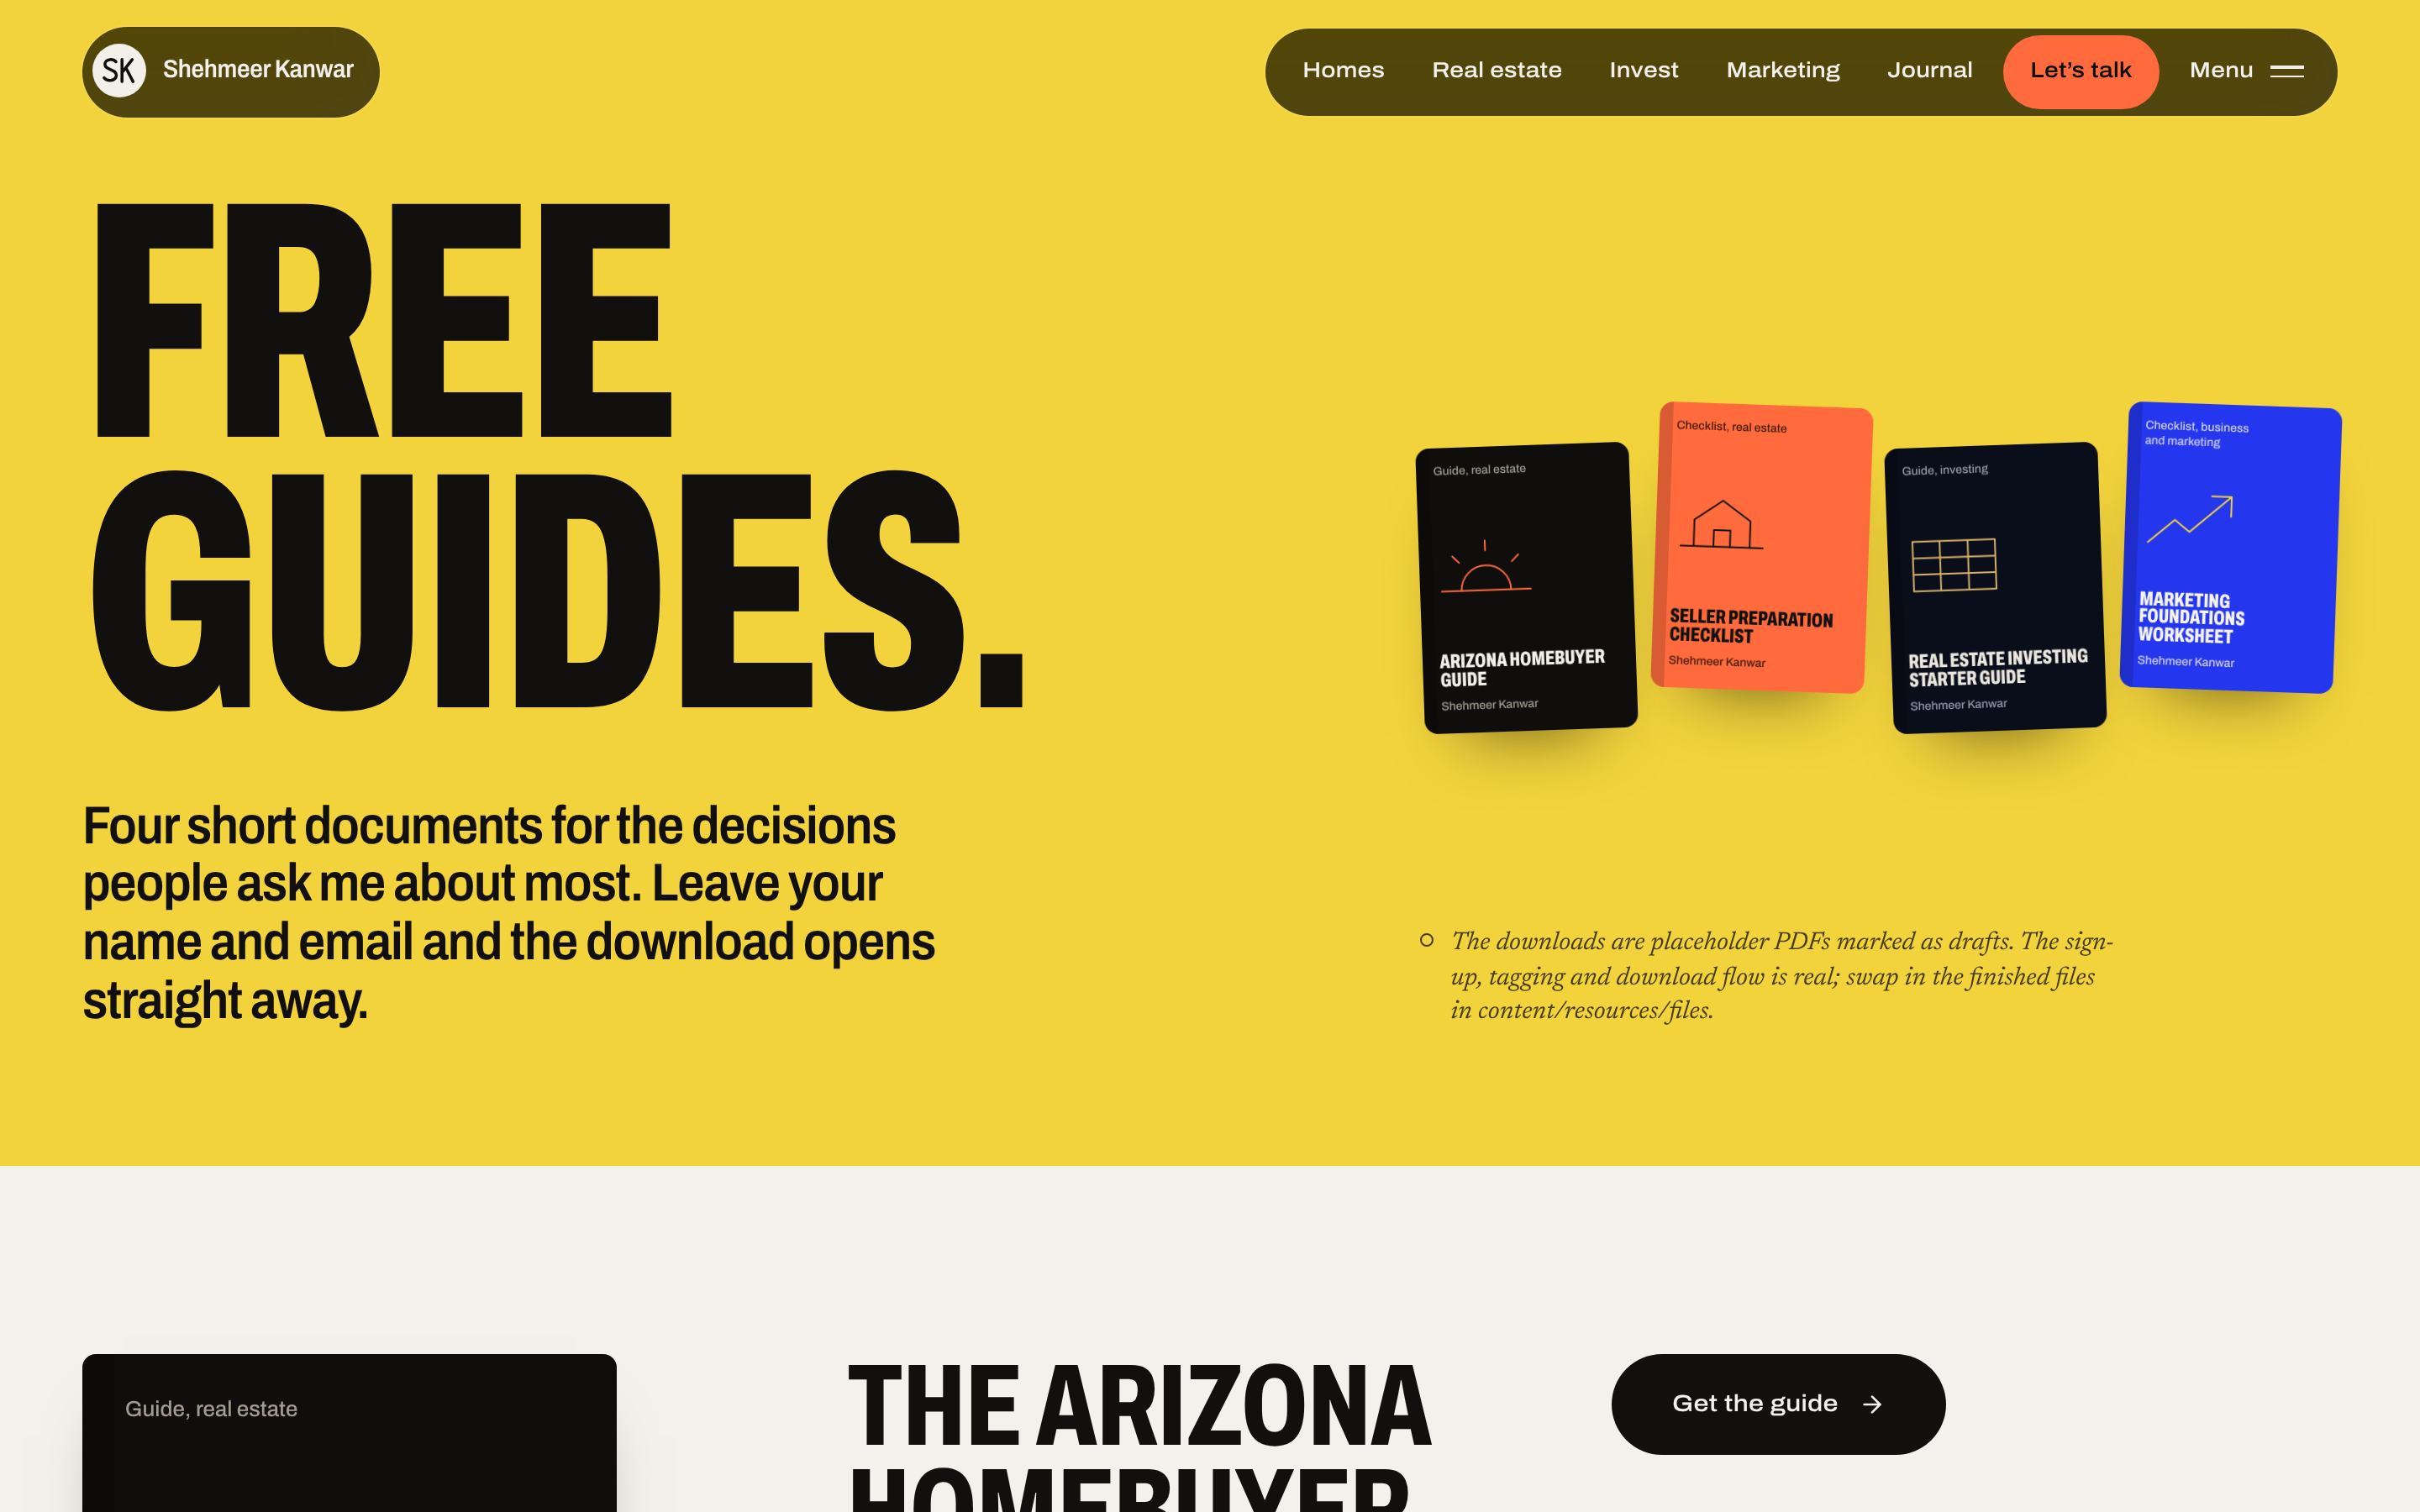 SK Shehmeer Kanwar
Homes Real estate Invest Marketing Journal Let’s talk Menu
FREE
GUIDES.
Four short documents for the decisions
people ask me about most. Leave your
name and email and the download opens
straight away.
Guide, real estate
ARIZONA HOMEBUYER
GUIDE
Shehmeer Kanwar
Checklist, real estate
SELLER PREPARATION
CHECKLIST
Shehmeer Kanwar
Guide, investing
REAL ESTATE INVESTING
STARTER GUIDE
Shehmeer Kanwar
Checklist, business
and marketing
MARKETING
FOUNDATIONS
WORKSHEET
Shehmeer Kanwar
The downloads are placeholder PDFs marked as drafts. The sign-
up, tagging and download flow is real; swap in the finished files
in content/resources/files.
Guide, real estate
THE ARIZONA
HOMEBUYER
Get the guide